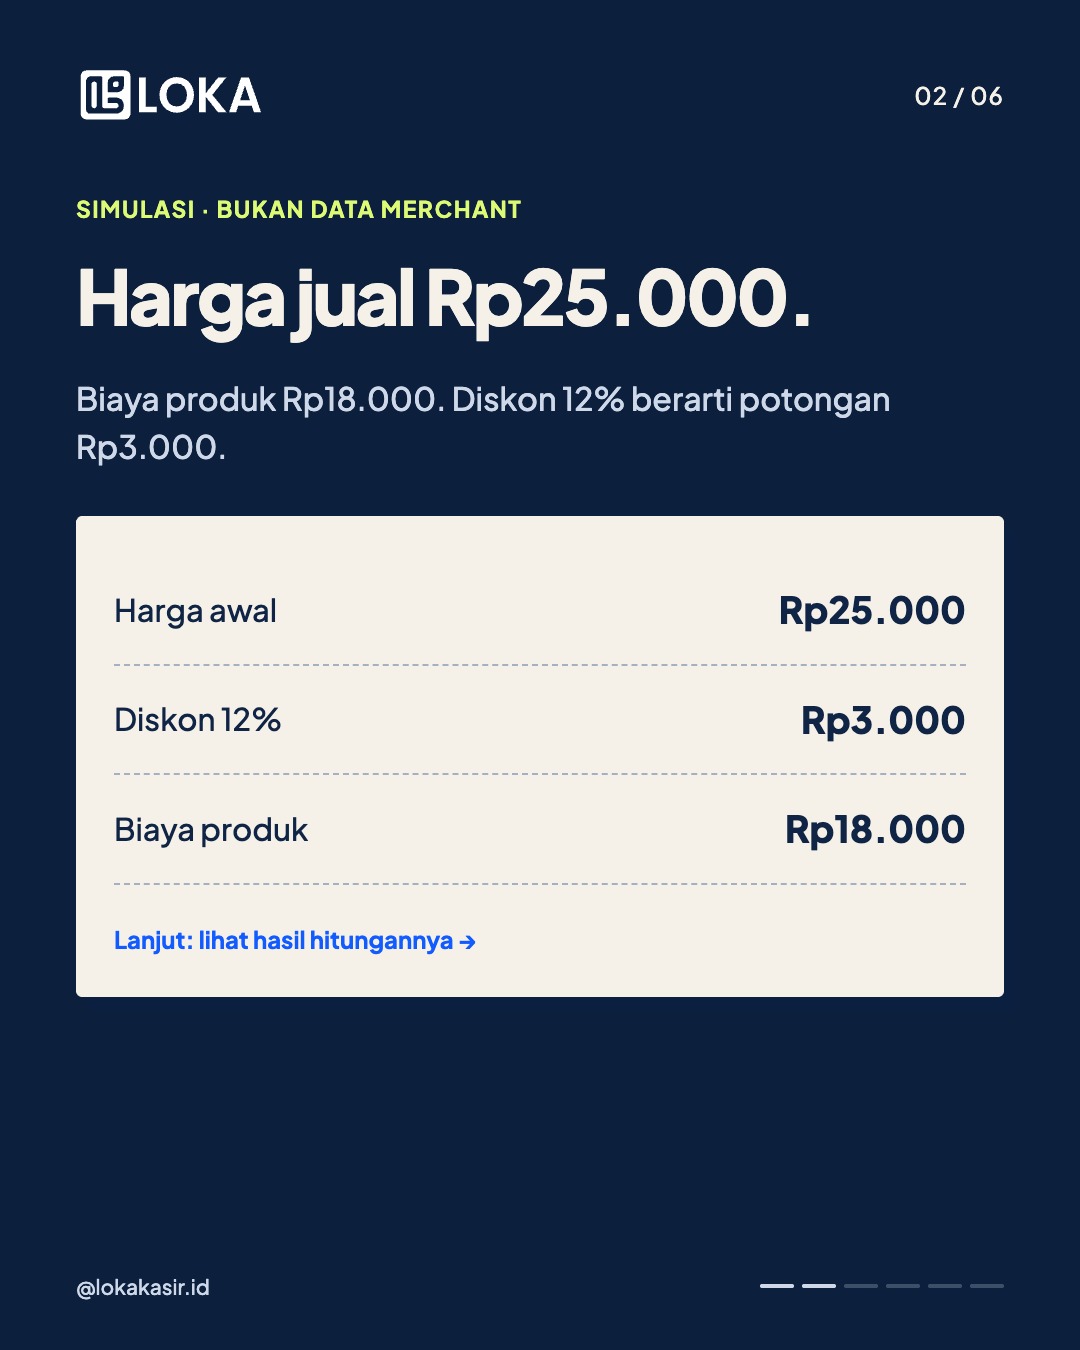 LOKA
02 / 06
SIMULASI · BUKAN DATA MERCHANT
Harga jual Rp25.000.
Biaya produk Rp18.000. Diskon 12% berarti potongan
Rp3.000.
Harga awal Rp25.000
Diskon 12% Rp3.000
Biaya produk Rp18.000
Lanjut: lihat hasil hitungannya →
@lokakasir.id